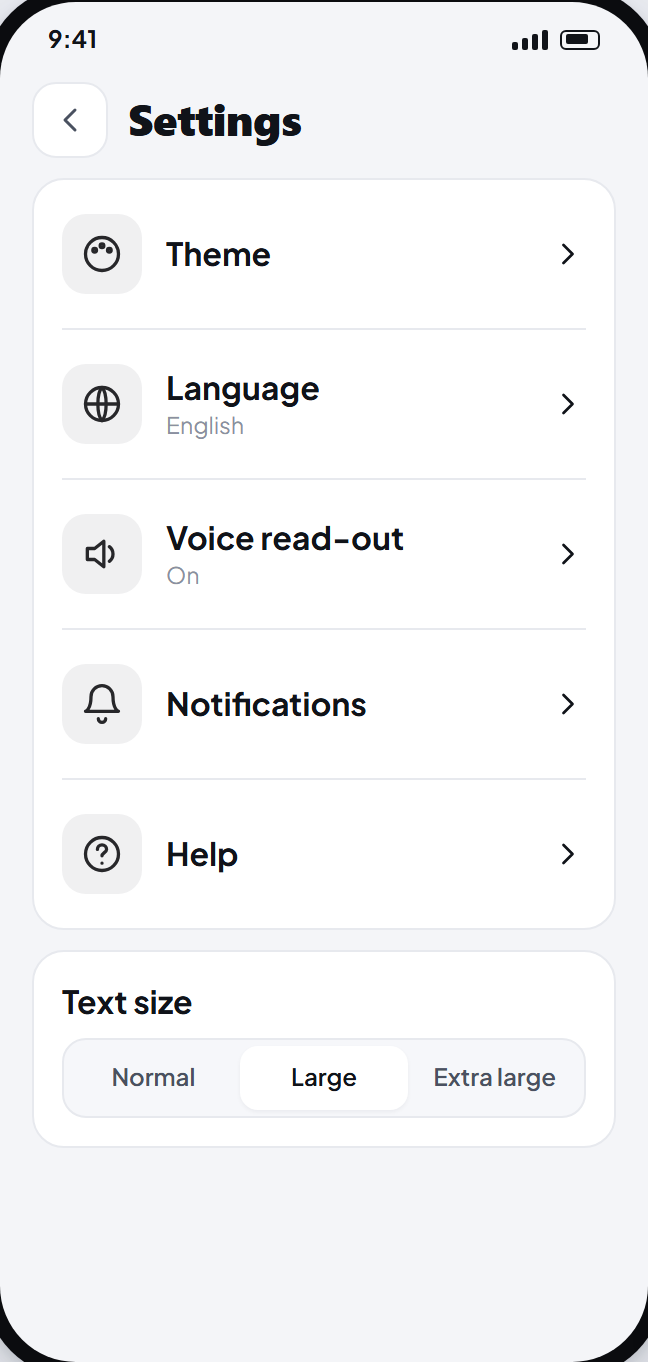 9:41
Settings
Theme
Language
English
Voice read-out
On
Notifications
Help
Text size
Normal Large Extra large